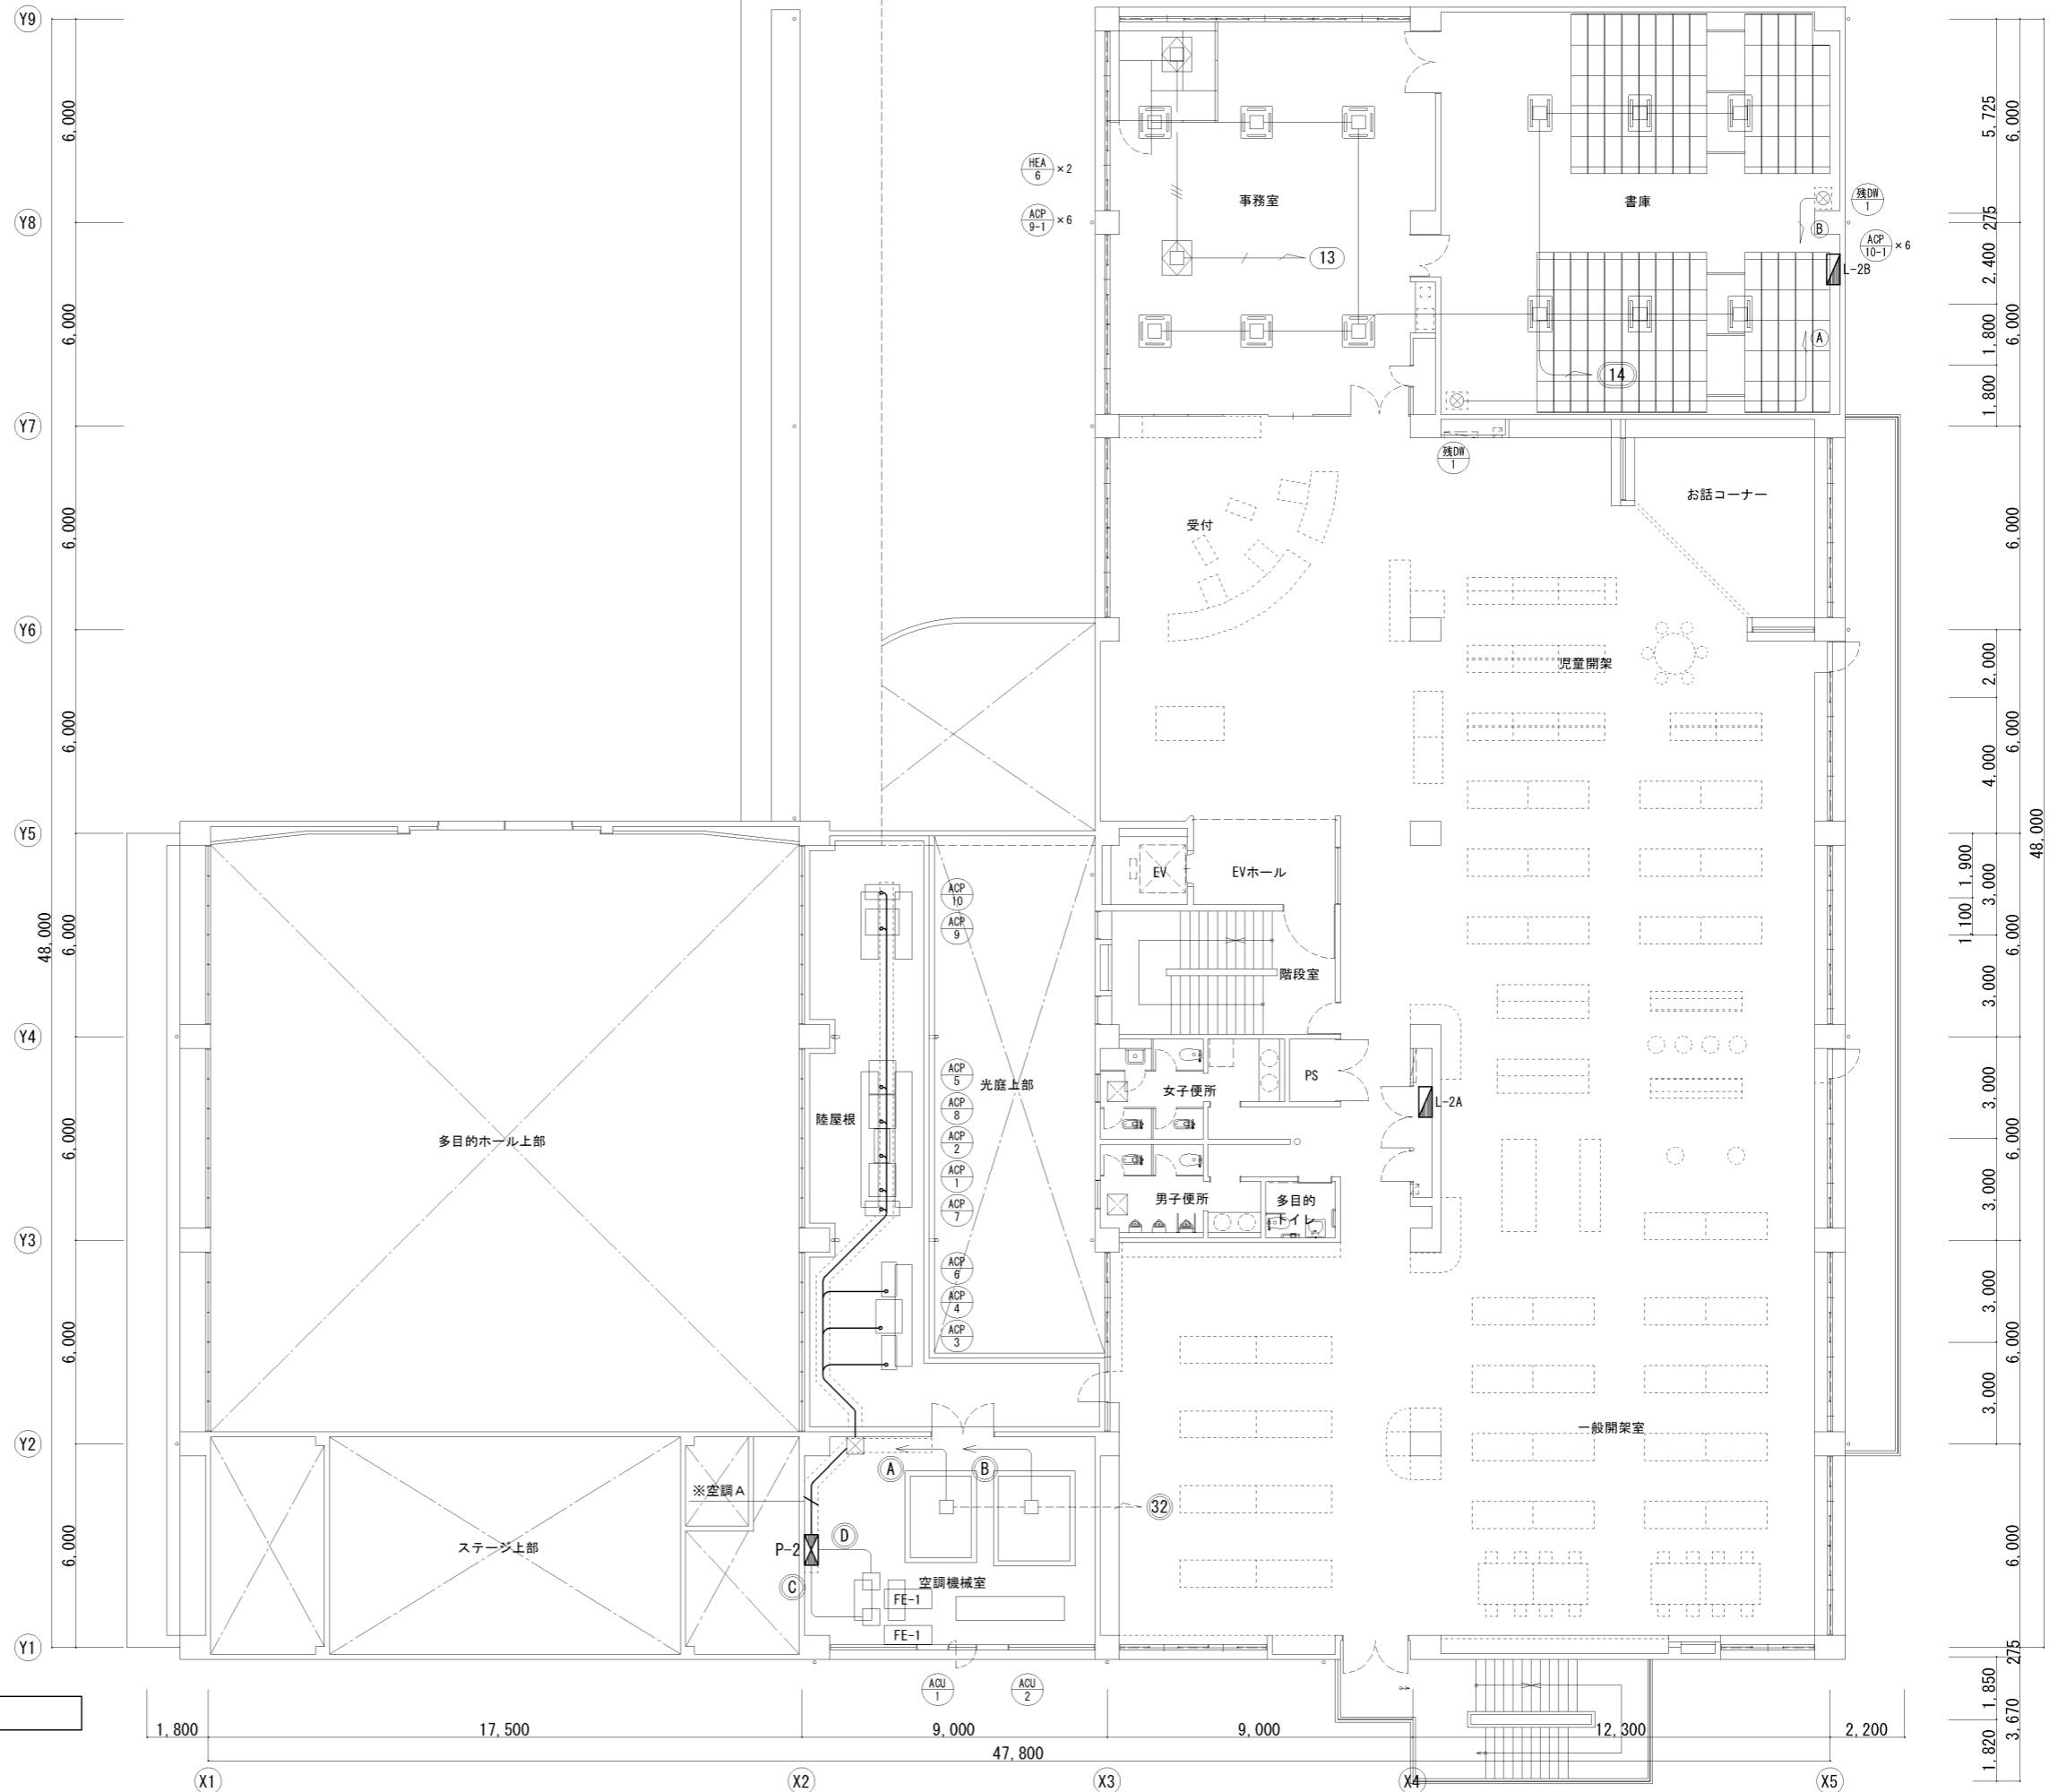 Y9
Y8
Y7
Y6
Y5
Y4
Y3
Y2
Y1
6,000
6,000
6,000
6,000
6,000
6,000
6,000
6,000
48,000
HEA 6 ×2
ACP 9-1 ×6
事務室
13
書庫
残DW 1
B
ACP 10-1 ×6
L-2B
A
14
残DW 1
お話コーナー
受付
児童開架
EV
EVホール
階段室
ACP 10
ACP 9
ACP 5
ACP 8
ACP 2
ACP 1
ACP 7
ACP 6
ACP 4
ACP 3
光庭上部
陸屋根
多目的ホール上部
女子便所
PS
L-2A
男子便所
多目的
トイレ
一般開架室
※空調A
A
B
32
D
P-2
C
ステージ上部
空調機械室
FE-1
FE-1
ACU 1
ACU 2
5,725
6,000
275
2,400
1,800
6,000
1,800
6,000
2,000
6,000
4,000
1,900
3,000
1,100
6,000
3,000
3,000
6,000
3,000
3,000
6,000
3,000
6,000
48,000
275
1,850
3,670
1,820
1,800
17,500
9,000
9,000
12,300
2,200
47,800
X1
X2
X3
X4
X5